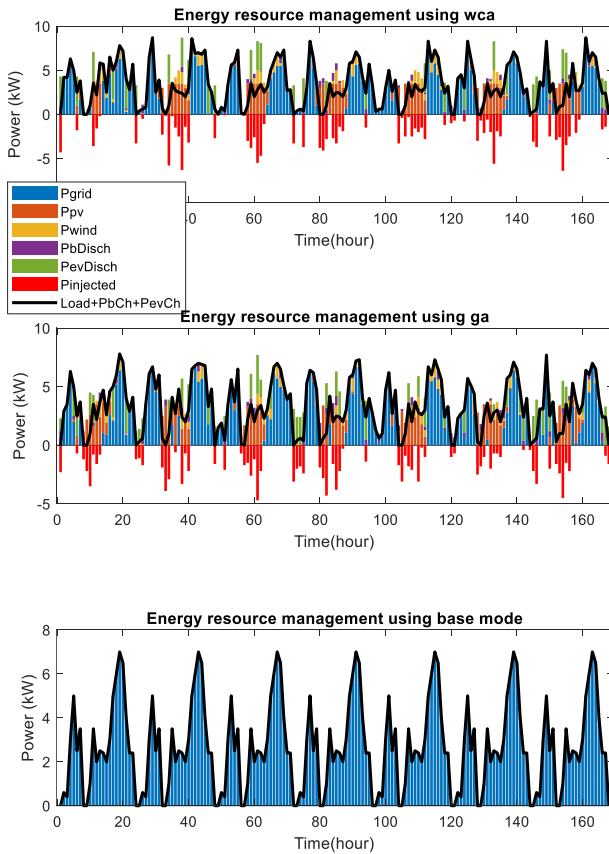 Energy resource management using wca
10
5
0
-5
Power (kW)
40 60 80 100 120 140 160
Time(hour)
Pgrid
Ppv
Pwind
PbDisch
PevDisch
Pinjected
Load+PbCh+PevCh
Energy resource management using ga
10
5
0
-5
Power (kW)
0 20 40 60 80 100 120 140 160
Time(hour)
Energy resource management using base mode
8
6
4
2
0
Power (kW)
0 20 40 60 80 100 120 140 160
Time(hour)